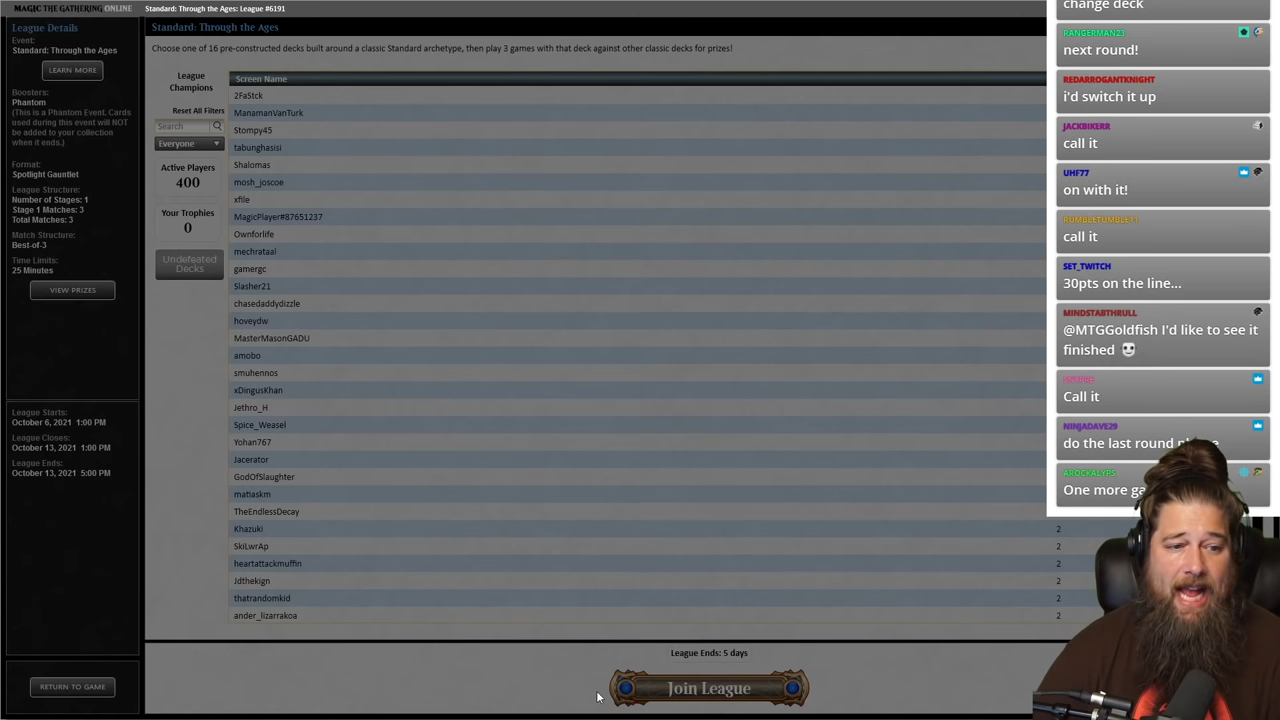 MAGIC THE GATHERING ONLINE
Standard: Through the Ages: League #6191
League Details
Event:
Standard: Through the Ages
LEARN MORE
Boosters:
Phantom
(This is a Phantom Event. Cards
used during this event will NOT
be added to your collection
when it ends.)
Format:
Spotlight Gauntlet
League Structure:
Number of Stages: 1
Stage 1 Matches: 3
Total Matches: 3
Match Structure:
Best-of-3
Time Limits:
25 Minutes
VIEW PRIZES
League Starts:
October 6, 2021 1:00 PM
League Closes:
October 13, 2021 1:00 PM
League Ends:
October 13, 2021 5:00 PM
RETURN TO GAME
Standard: Through the Ages
Choose one of 16 pre-constructed decks built around a classic Standard archetype, then play 3 games with that deck against other classic decks for prizes!
League
Champions
Reset All Filters
Search
Everyone
Active Players
400
Your Trophies
0
Undefeated
Decks
Screen Name
2FaStck
ManamanVanTurk
Stompy45
tabunghasisi
Shalomas
mosh_joscoe
xfile
MagicPlayer#87651237
Ownforlife
mechrataal
gamergc
Slasher21
chasedaddydizzle
hoveydw
MasterMasonGADU
amobo
smuhennos
xDingusKhan
Jethro_H
Spice_Weasel
Yohan767
Jacerator
GodOfSlaughter
matiaskm
TheEndlessDecay
Khazuki 2
SkiLwrAp 2
heartattackmuffin 2
Jdthekign 2
thatrandomkid 2
ander_lizarrakoa 2
League Ends: 5 days
Join League
change deck
RANGERMAN23
next round!
REDARROGANTKNIGHT
i'd switch it up
JACKBIKERR
call it
UHF77
on with it!
RUMBLETUMBLE11
call it
SET_TWITCH
30pts on the line...
MINDSTABTHRULL
@MTGGoldfish I'd like to see it
finished
Call it
NINJADAVE29
do the last round
AROCKALYPS
One more